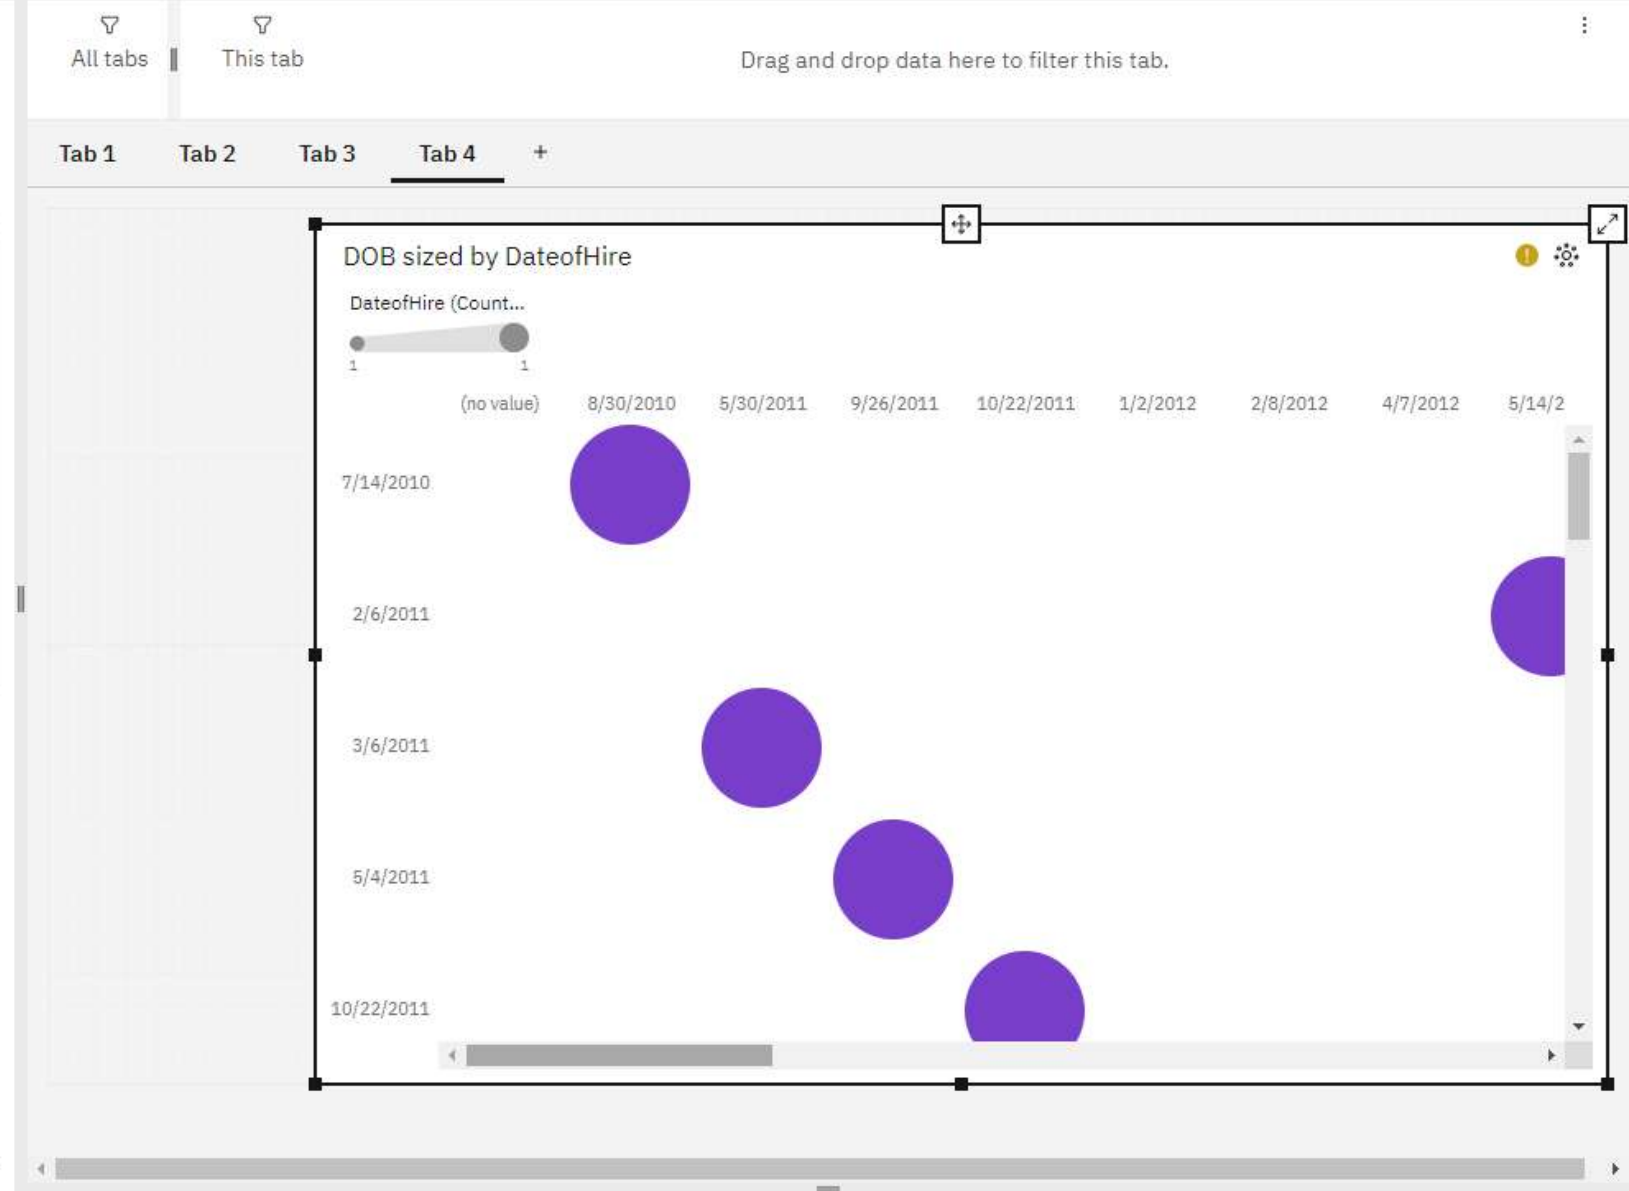 All tabs
This tab
Drag and drop data here to filter this tab.
Tab 1 Tab 2 Tab 3 Tab 4 +
DOB sized by DateofHire
DateofHire (Count...
1 1
(no value) 8/30/2010 5/30/2011 9/26/2011 10/22/2011 1/2/2012 2/8/2012 4/7/2012 5/14/2
7/14/2010
2/6/2011
3/6/2011
5/4/2011
10/22/2011